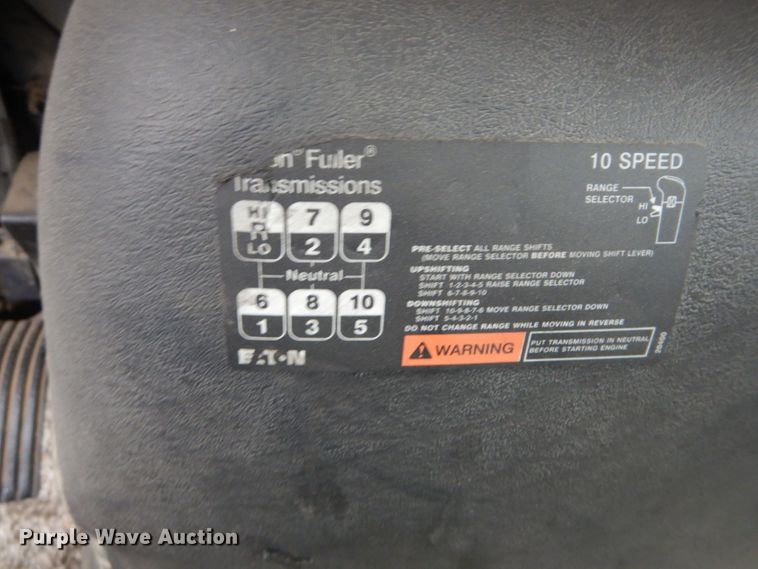 Fuller®
Transmissions
10 SPEED
RANGE
SELECTOR
HI
LO
HI
R
LO
7
2
9
4
Neutral
6
1
8
3
10
5
EATON
PRE-SELECT ALL RANGE SHIFTS
(MOVE RANGE SELECTOR BEFORE MOVING SHIFT LEVER)
UPSHIFTING
START WITH RANGE SELECTOR DOWN
SHIFT 1-2-3-4-5 RAISE RANGE SELECTOR
SHIFT 6-7-8-9-10
DOWNSHIFTING
SHIFT 10-9-8-7-6 MOVE RANGE SELECTOR DOWN
SHIFT 5-4-3-2-1
DO NOT CHANGE RANGE WHILE MOVING IN REVERSE
WARNING
PUT TRANSMISSION IN NEUTRAL
BEFORE STARTING ENGINE
Purple Wave Auction